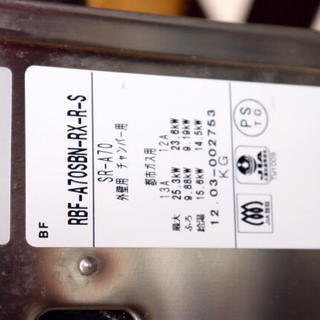 BF
RBF-A70SBN-RX-R-S
SR-A70
外壁用 チャンバー用
都市ガス用
13A 12A
最大 25.3kW 23.6kW
ふろ 9.88kW 9.19kW
給湯 15.6kW 14.5kW
12.03-002753
KG
PS
TG
JIA